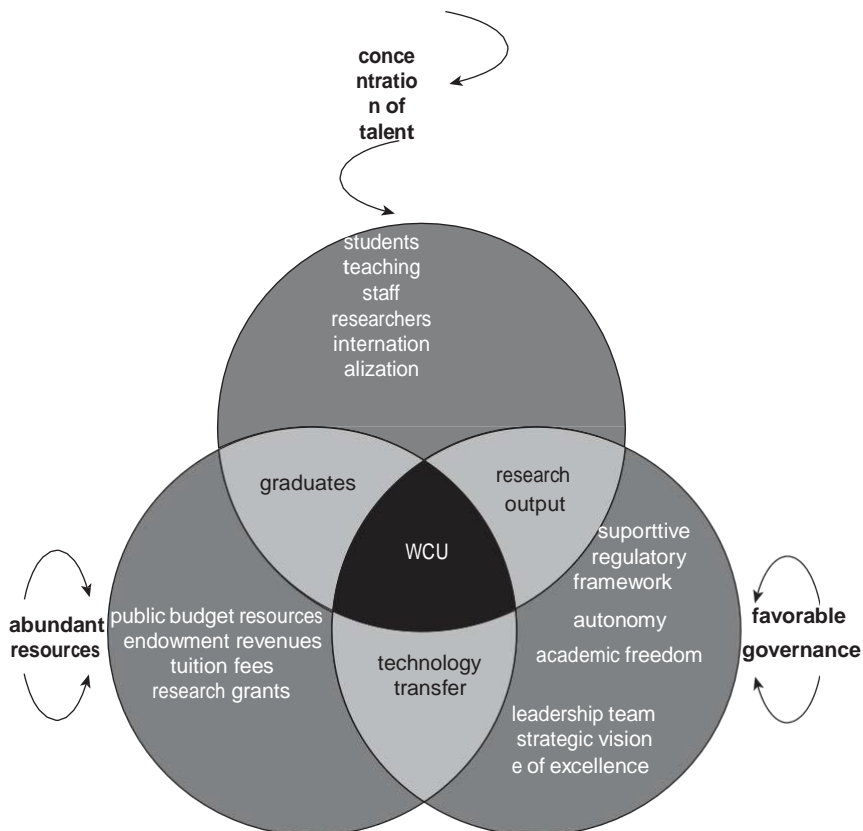 conce
ntratio
n of
talent
students
teaching
staff
researchers
internation
alization
graduates
research
output
WCU
suporttive
regulatory
framework
autonomy
academic freedom
leadership team
strategic vision
e of excellence
favorable
governance
abundant
resources
public budget resources
endowment revenues
tuition fees
research grants
technology
transfer